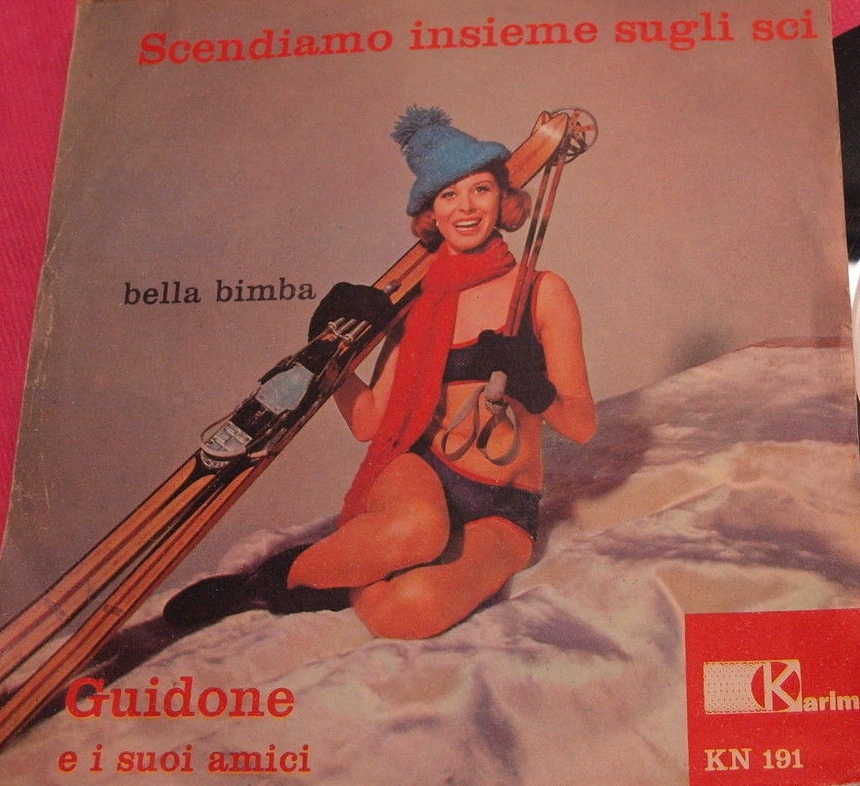 Scendiamo insieme sugli sci
bella bimba
Guidone
e i suoi amici
Karim
KN 191